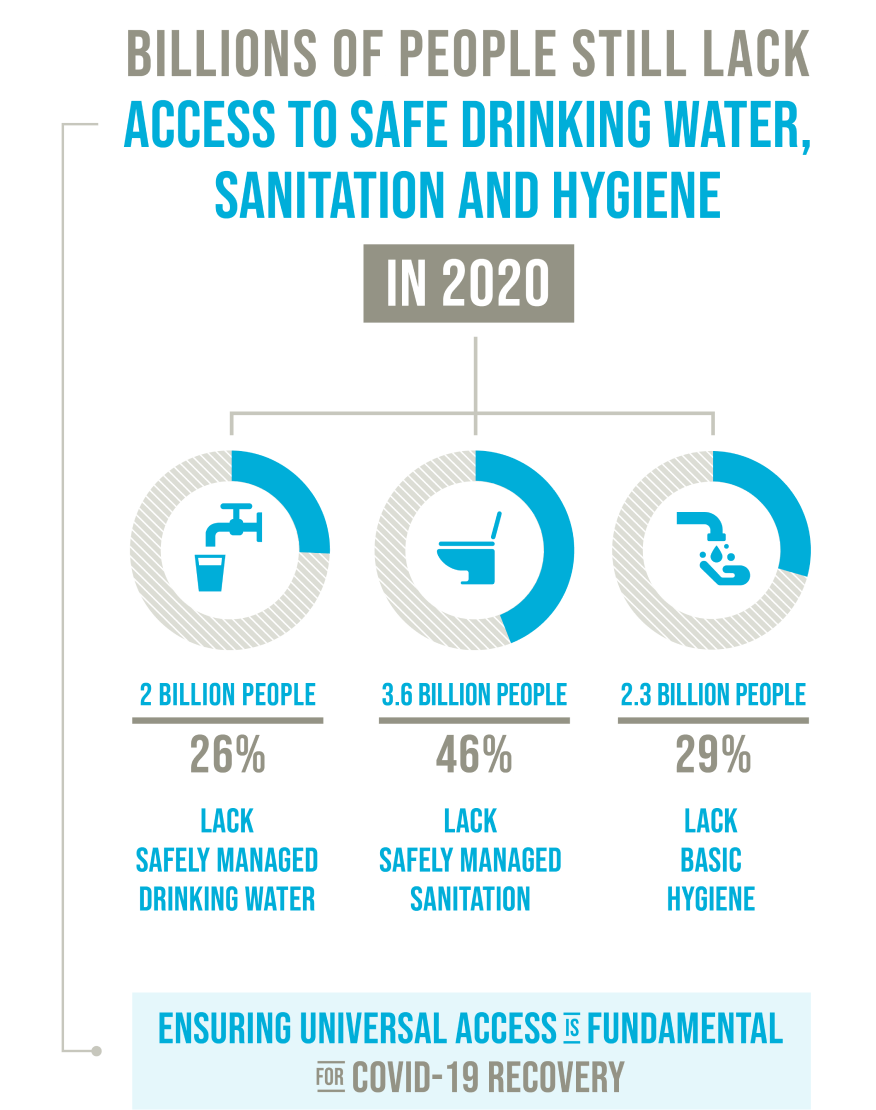 BILLIONS OF PEOPLE STILL LACK
ACCESS TO SAFE DRINKING WATER,
SANITATION AND HYGIENE
IN 2020
2 BILLION PEOPLE
26%
LACK
SAFELY MANAGED
DRINKING WATER
3.6 BILLION PEOPLE
46%
LACK
SAFELY MANAGED
SANITATION
2.3 BILLION PEOPLE
29%
LACK
BASIC
HYGIENE
ENSURING UNIVERSAL ACCESS IS FUNDAMENTAL
FOR COVID-19 RECOVERY